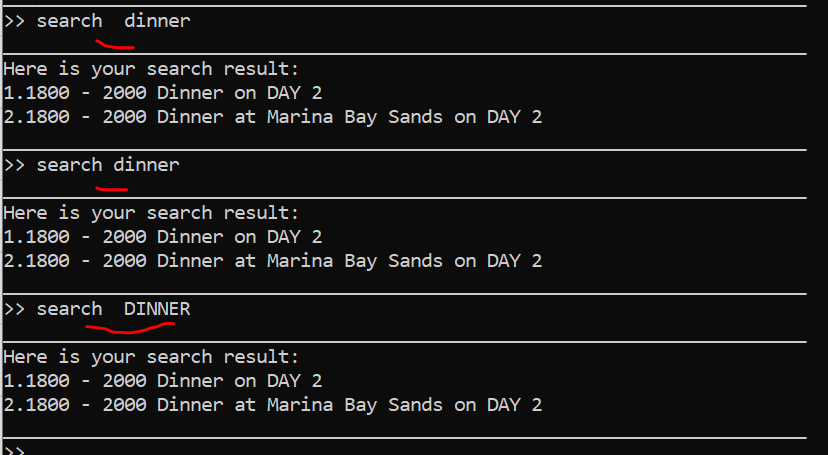 >> search  dinner
Here is your search result:
1.1800 - 2000 Dinner on DAY 2
2.1800 - 2000 Dinner at Marina Bay Sands on DAY 2
>> search dinner
Here is your search result:
1.1800 - 2000 Dinner on DAY 2
2.1800 - 2000 Dinner at Marina Bay Sands on DAY 2
>> search  DINNER
Here is your search result:
1.1800 - 2000 Dinner on DAY 2
2.1800 - 2000 Dinner at Marina Bay Sands on DAY 2
>>